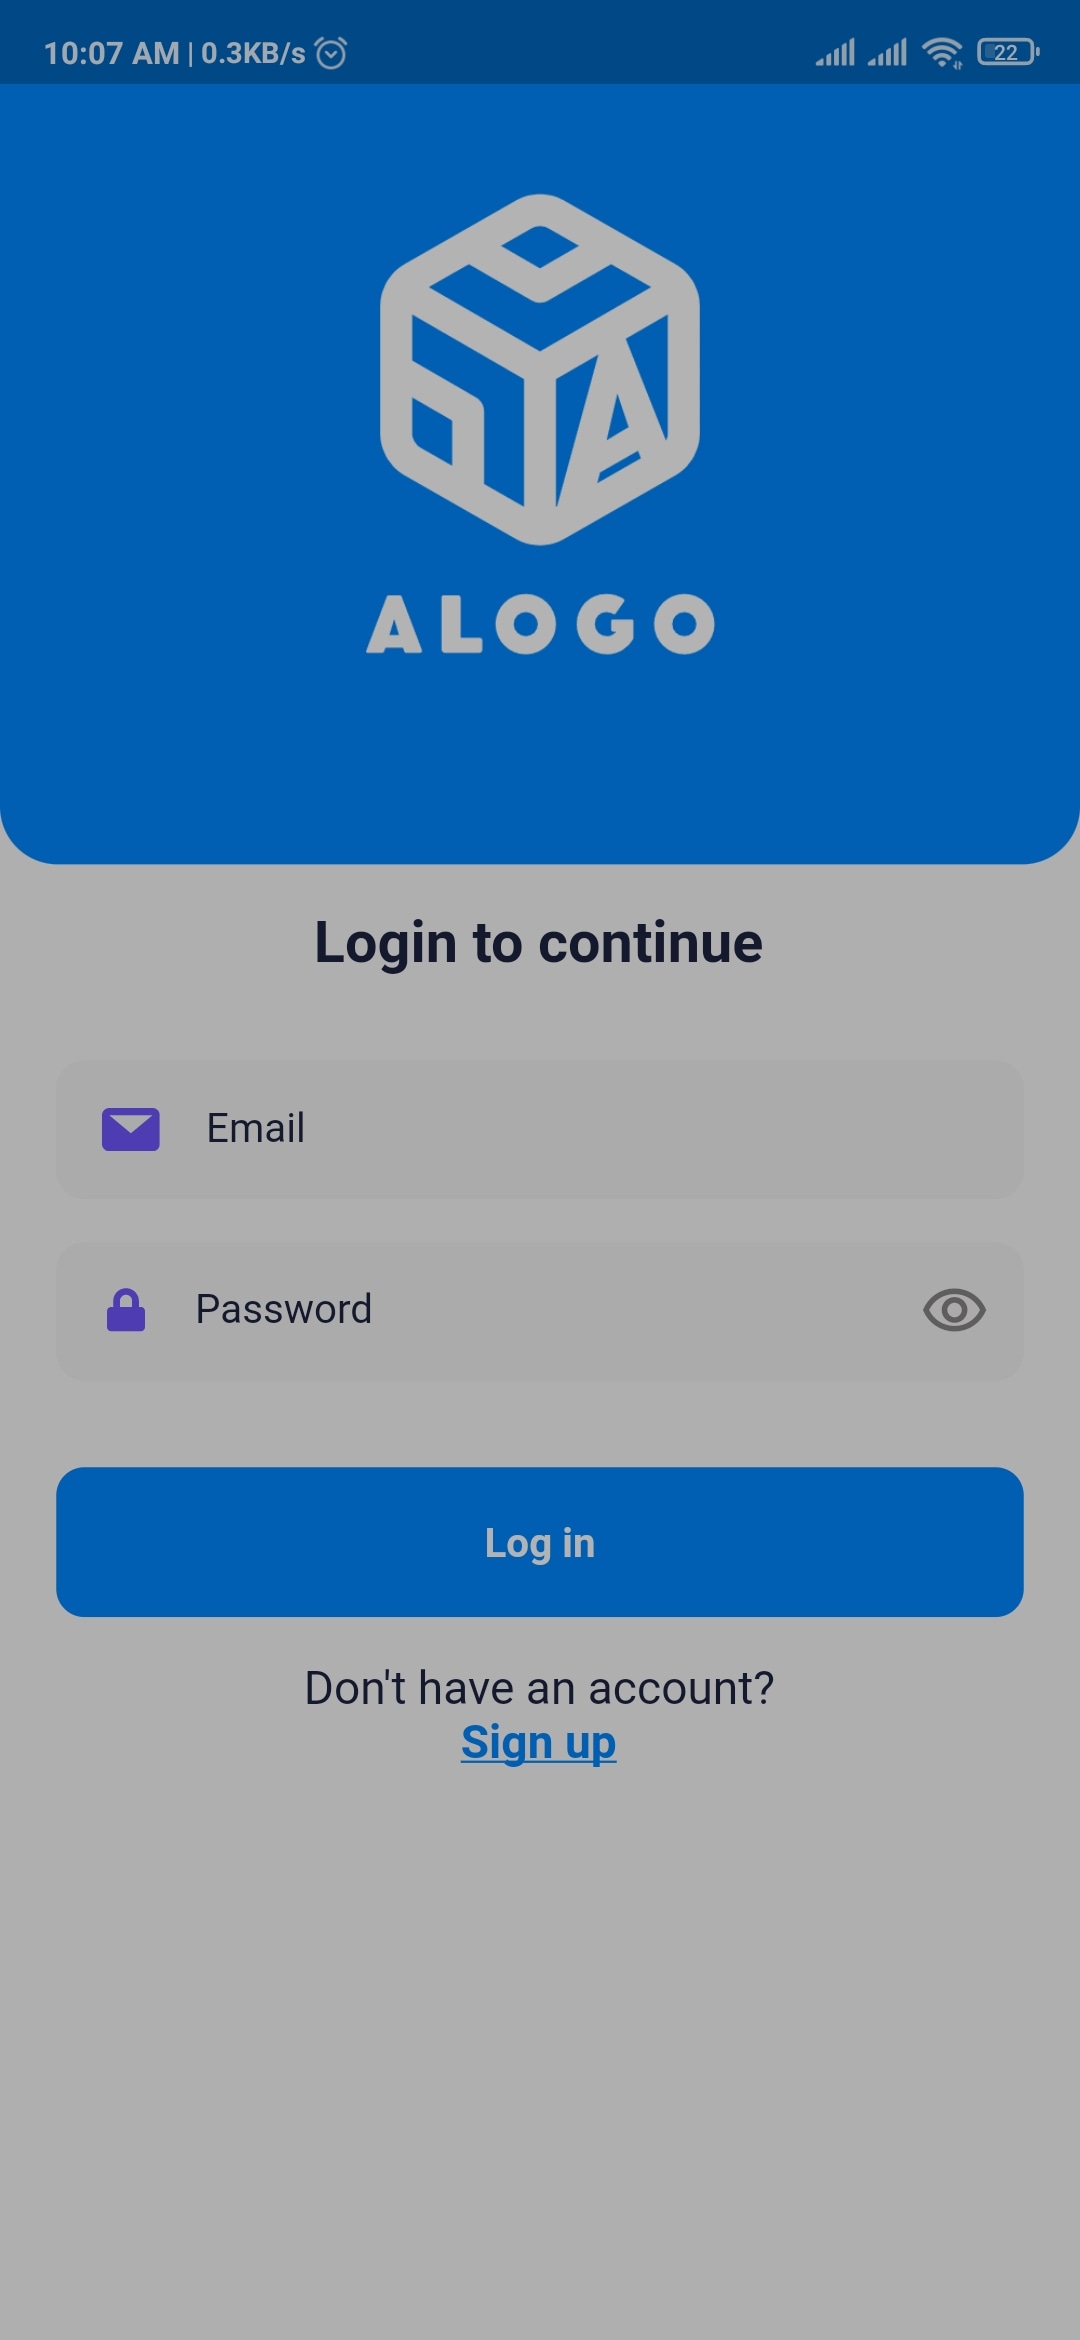 10:07 AM | 0.3KB/s 22
ALOGO
Login to continue
Email
Password
Log in
Don't have an account?
Sign up